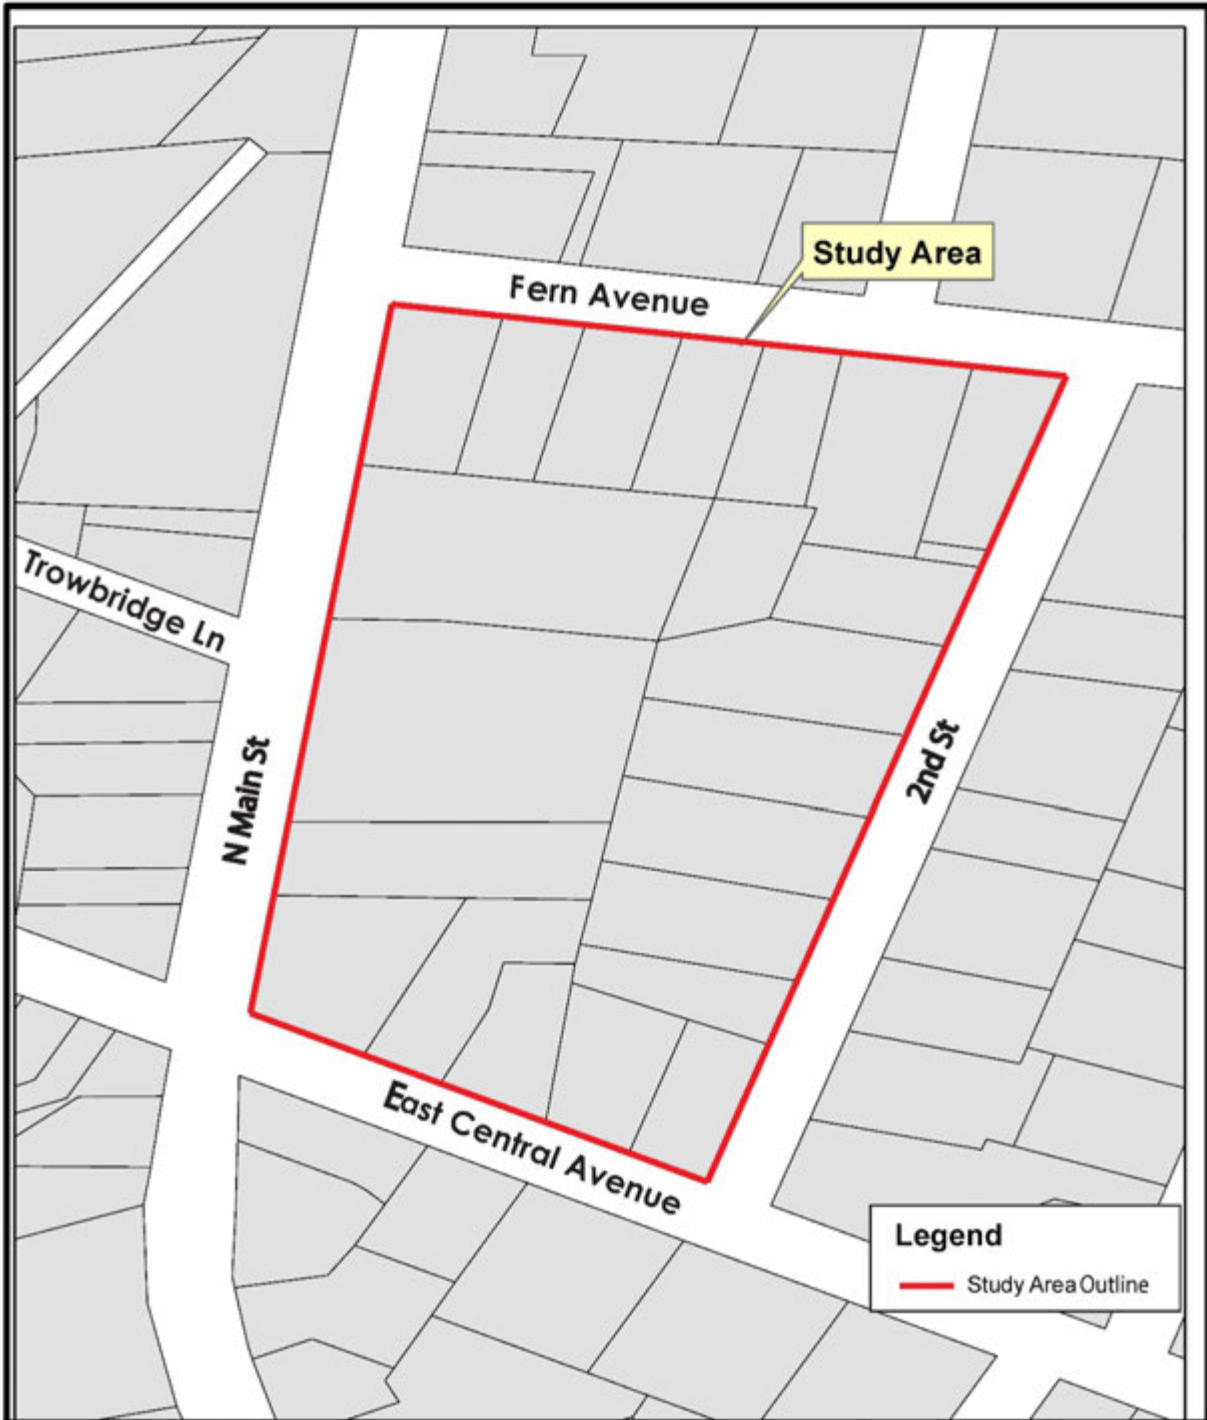 Study Area
Fern Avenue
Trowbridge Ln
N Main St
2nd St
East Central Avenue
Legend
Study Area Outline